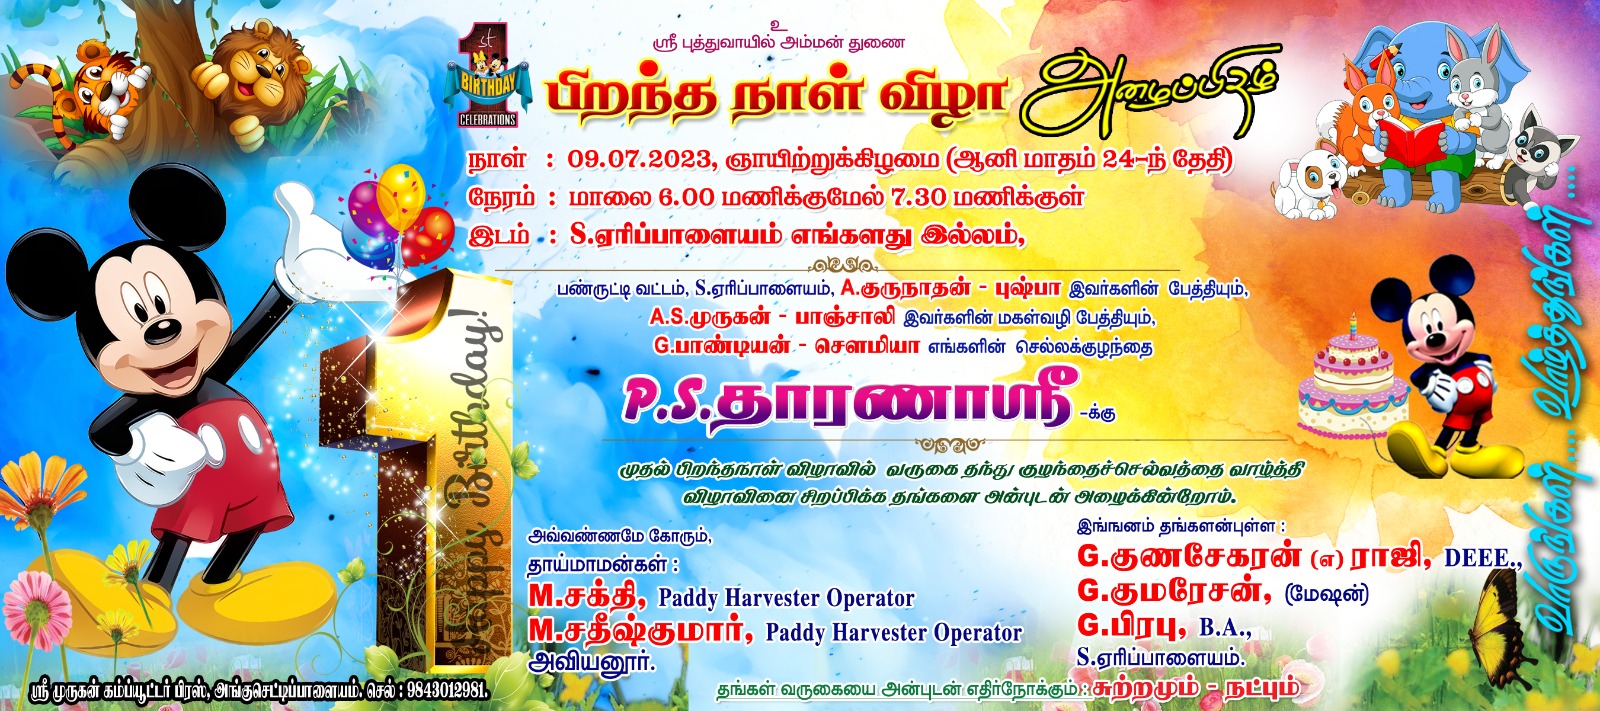 உ
ஸ்ரீ புத்துவாயில் அம்மன் துணை
1st
BIRTHDAY
CELEBRATIONS
பிறந்த நாள் விழா அழைப்பிதழ்
நாள் : 09.07.2023, ஞாயிற்றுக்கிழமை (ஆனி மாதம் 24-ந் தேதி)
நேரம் : மாலை 6.00 மணிக்குமேல் 7.30 மணிக்குள்
இடம் : S.ஏரிப்பாளையம் எங்களது இல்லம்,
பண்ருட்டி வட்டம், S.ஏரிப்பாளையம், A.குருநாதன் - புஷ்பா இவர்களின் பேத்தியும்,
A.S.முருகன் - பாஞ்சாலி இவர்களின் மகள்வழி பேத்தியும்,
G.பாண்டியன் - சௌமியா எங்களின் செல்லக்குழந்தை
P.S.தாரணாஸ்ரீ -க்கு
முதல் பிறந்தநாள் விழாவில் வருகை தந்து குழந்தைச்செல்வத்தை வாழ்த்தி
விழாவினை சிறப்பிக்க தங்களை அன்புடன் அழைக்கின்றோம்.
அவ்வண்ணமே கோரும்,
தாய்மாமன்கள் :
M.சக்தி, Paddy Harvester Operator
M.சதீஷ்குமார், Paddy Harvester Operator
அவியனூர்.
இங்ஙனம் தங்களன்புள்ள :
G.குணசேகரன் (எ) ராஜி, DEEE.,
G.குமரேசன், (மேஷன்)
G.பிரபு, B.A.,
S.ஏரிப்பாளையம்.
தங்கள் வருகையை அன்புடன் எதிர்நோக்கும் : சுற்றமும் - நட்பும்
1
Happy Birthday!
வாருங்கள் .... வாழ்த்துங்கள் ....
ஸ்ரீ முருகன் கம்ப்யூட்டர் பிரஸ், அங்குசெட்டிப்பாளையம். செல் : 9843012981.